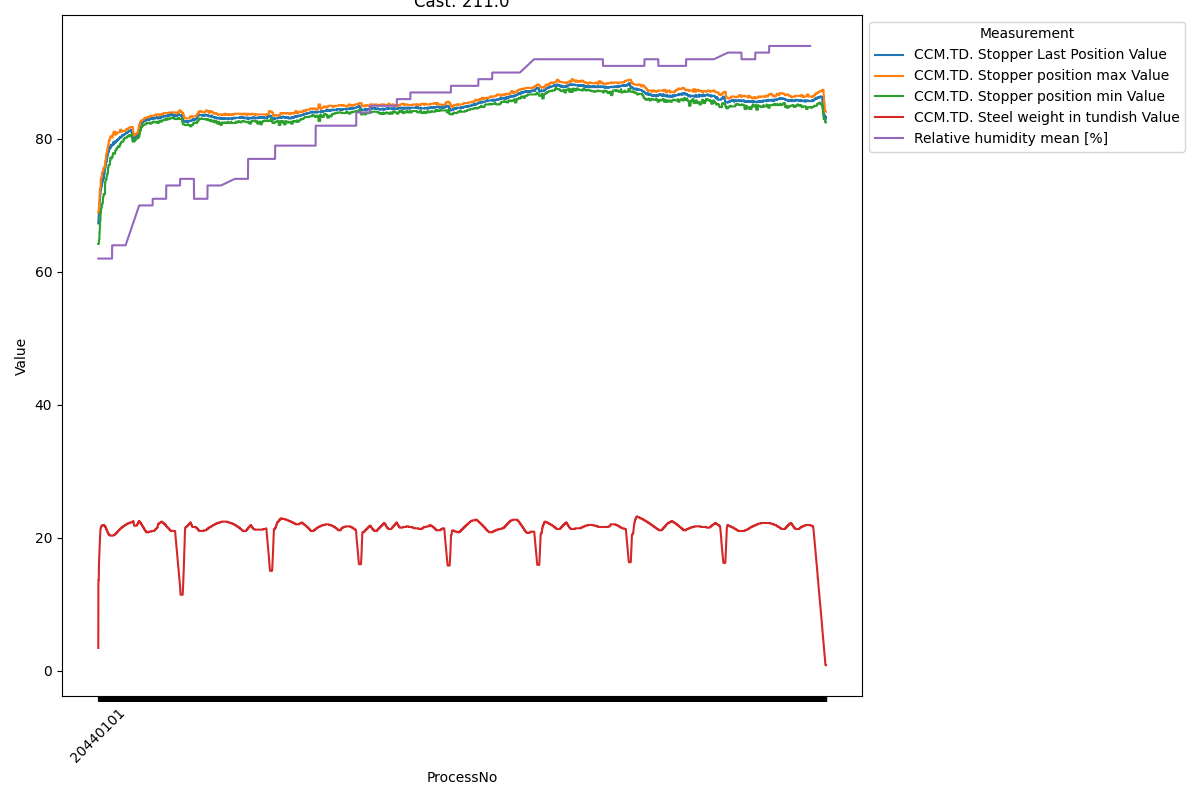 Cast: 211.0
Measurement
CCM.TD. Stopper Last Position Value
CCM.TD. Stopper position max Value
CCM.TD. Stopper position min Value
CCM.TD. Steel weight in tundish Value
Relative humidity mean [%]
80
60
40
20
0
Value
20440101
ProcessNo